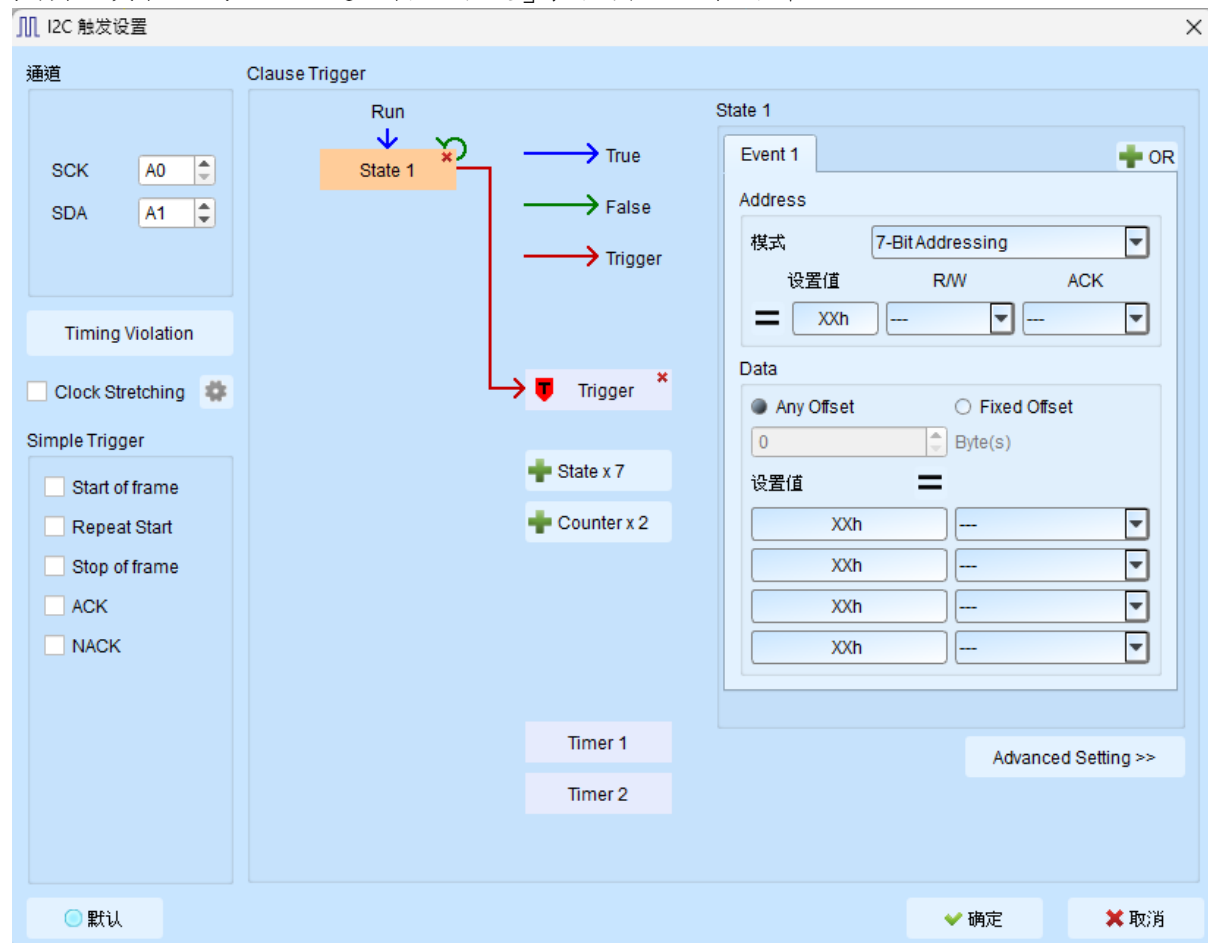 I2C 触发设置
通道
SCK A0
SDA A1
Timing Violation
Clock Stretching
Simple Trigger
Start of frame
Repeat Start
Stop of frame
ACK
NACK
Clause Trigger
Run
State 1
True
False
Trigger
T Trigger
State x 7
Counter x 2
Timer 1
Timer 2
State 1
Event 1
OR
Address
模式 7-Bit Addressing
设置值 R/W ACK
= XXh --- ---
Data
Any Offset Fixed Offset
0 Byte(s)
设置值 =
XXh ---
XXh ---
XXh ---
XXh ---
Advanced Setting >>
默认
确定
取消